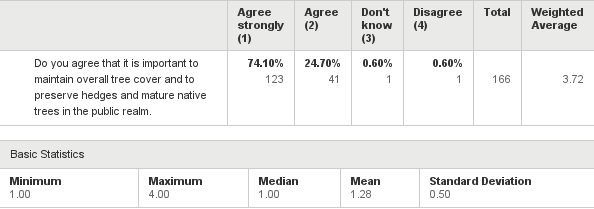 Agree strongly (1) Agree (2) Don't know (3) Disagree (4) Total Weighted Average
Do you agree that it is important to maintain overall tree cover and to preserve hedges and mature native trees in the public realm. 74.10% 123 24.70% 41 0.60% 1 0.60% 1 166 3.72
Basic Statistics
Minimum Maximum Median Mean Standard Deviation
1.00 4.00 1.00 1.28 0.50